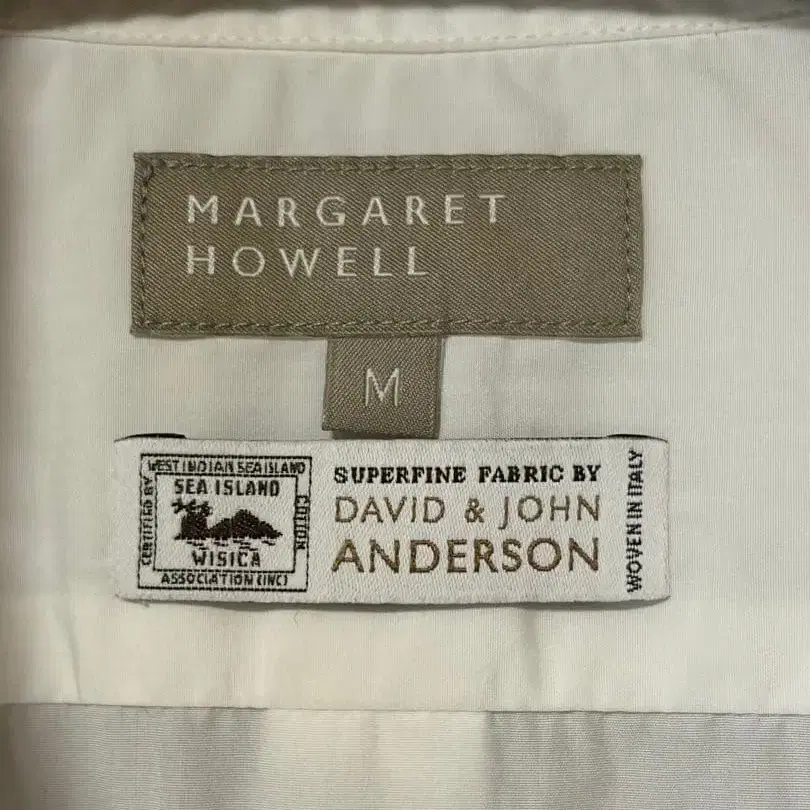 MARGARET
HOWELL
M
CERTIFIED BY
WEST INDIAN SEA ISLAND
COTTON
ASSOCIATION (INC)
SEA ISLAND
WISICA
SUPERFINE FABRIC BY
DAVID & JOHN
ANDERSON
WOVEN IN ITALY